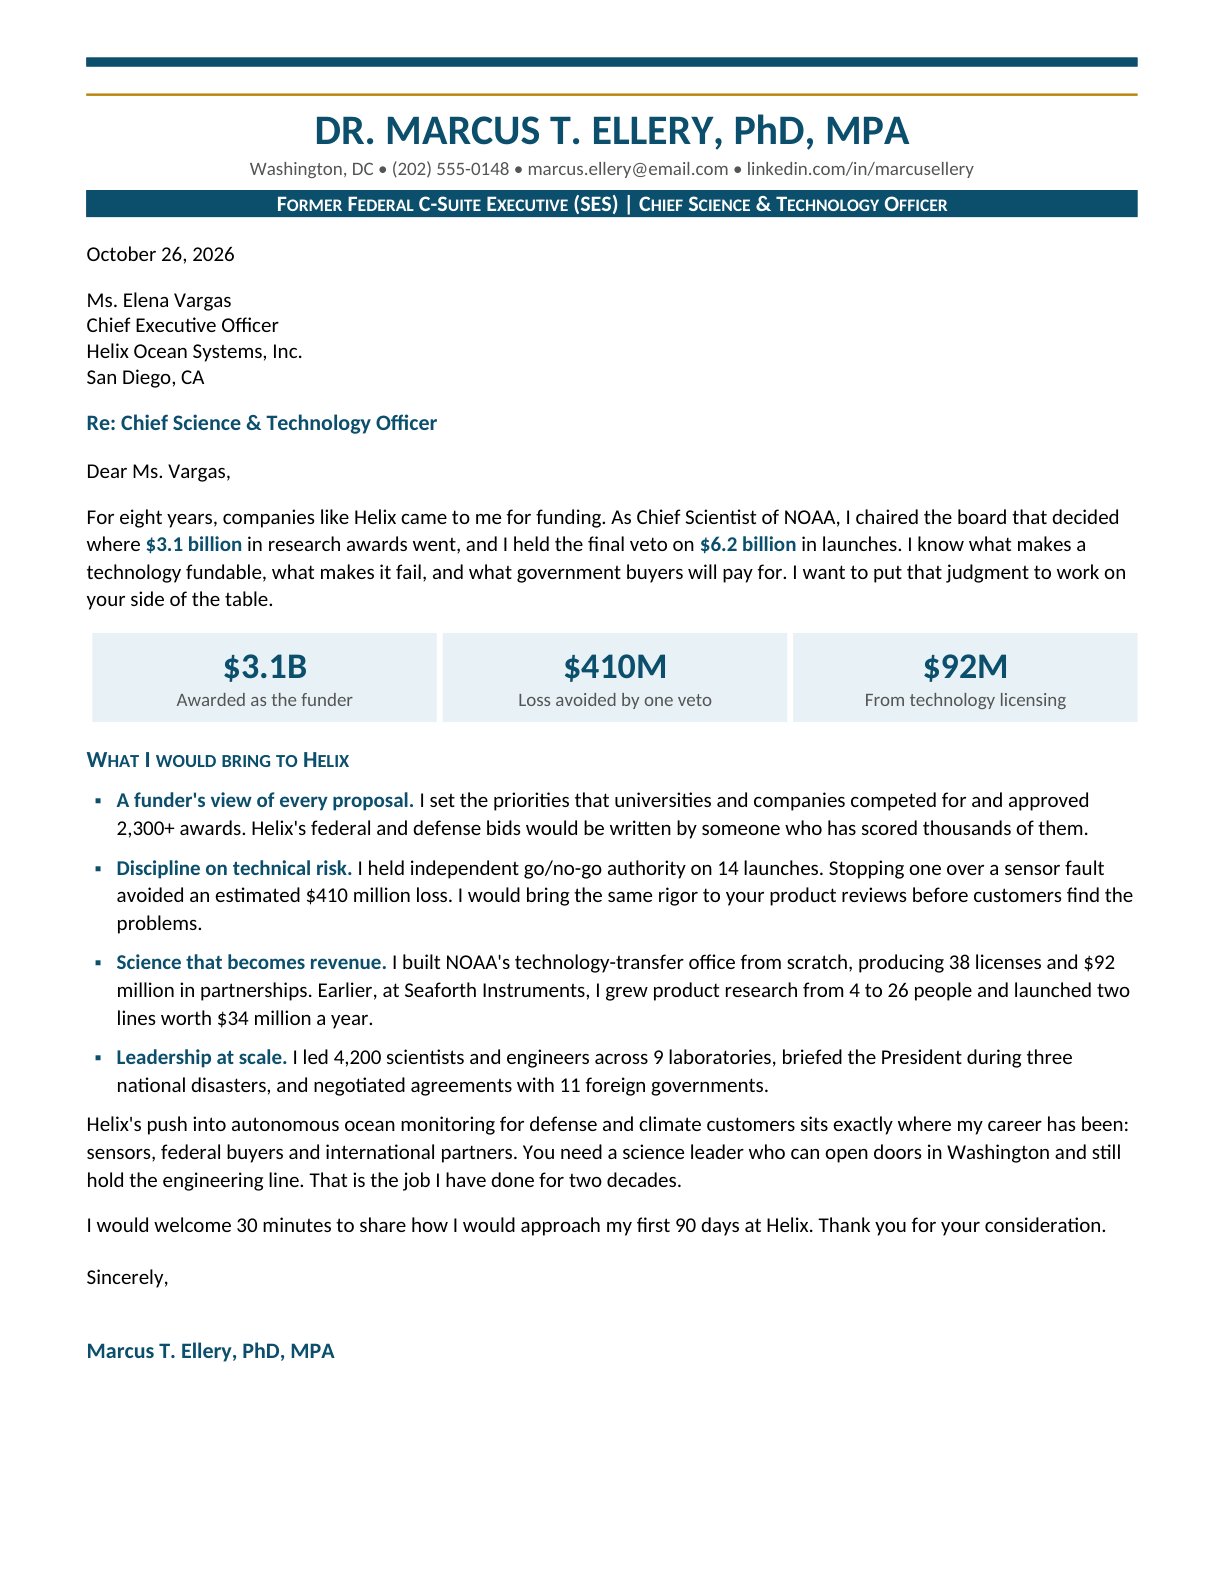 DR. MARCUS T. ELLERY, PhD, MPA
Washington, DC • (202) 555-0148 • marcus.ellery@email.com • linkedin.com/in/marcusellery
Former Federal C-Suite Executive (SES) | Chief Science & Technology Officer
October 26, 2026
Ms. Elena Vargas
Chief Executive Officer
Helix Ocean Systems, Inc.
San Diego, CA
Re: Chief Science & Technology Officer
Dear Ms. Vargas,
For eight years, companies like Helix came to me for funding. As Chief Scientist of NOAA, I chaired the board that decided
where $3.1 billion in research awards went, and I held the final veto on $6.2 billion in launches. I know what makes a
technology fundable, what makes it fail, and what government buyers will pay for. I want to put that judgment to work on
your side of the table.
$3.1B
Awarded as the funder
$410M
Loss avoided by one veto
$92M
From technology licensing
What I would bring to Helix
▪ A funder's view of every proposal. I set the priorities that universities and companies competed for and approved
2,300+ awards. Helix's federal and defense bids would be written by someone who has scored thousands of them.
▪ Discipline on technical risk. I held independent go/no-go authority on 14 launches. Stopping one over a sensor fault
avoided an estimated $410 million loss. I would bring the same rigor to your product reviews before customers find the
problems.
▪ Science that becomes revenue. I built NOAA's technology-transfer office from scratch, producing 38 licenses and $92
million in partnerships. Earlier, at Seaforth Instruments, I grew product research from 4 to 26 people and launched two
lines worth $34 million a year.
▪ Leadership at scale. I led 4,200 scientists and engineers across 9 laboratories, briefed the President during three
national disasters, and negotiated agreements with 11 foreign governments.
Helix's push into autonomous ocean monitoring for defense and climate customers sits exactly where my career has been:
sensors, federal buyers and international partners. You need a science leader who can open doors in Washington and still
hold the engineering line. That is the job I have done for two decades.
I would welcome 30 minutes to share how I would approach my first 90 days at Helix. Thank you for your consideration.
Sincerely,
Marcus T. Ellery, PhD, MPA